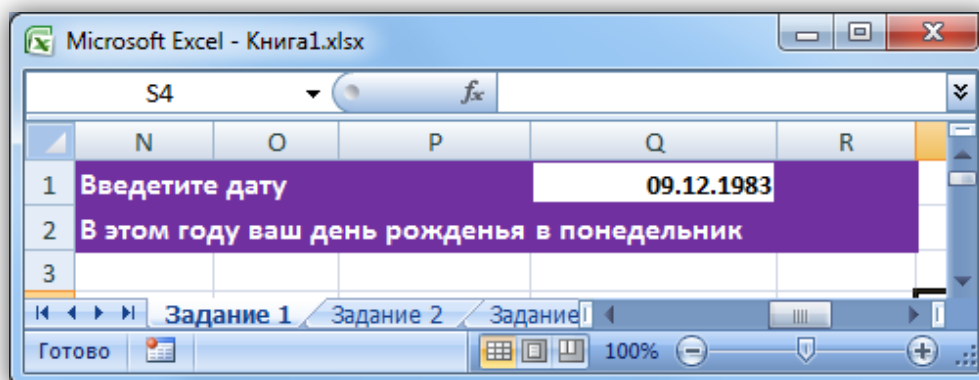 Microsoft Excel - Книга1.xlsx
S4 fx
N O P Q R
1 Введетите дату 09.12.1983
2 В этом году ваш день рожденья в понедельник
3
Задание 1 Задание 2 Задание
Готово 100%